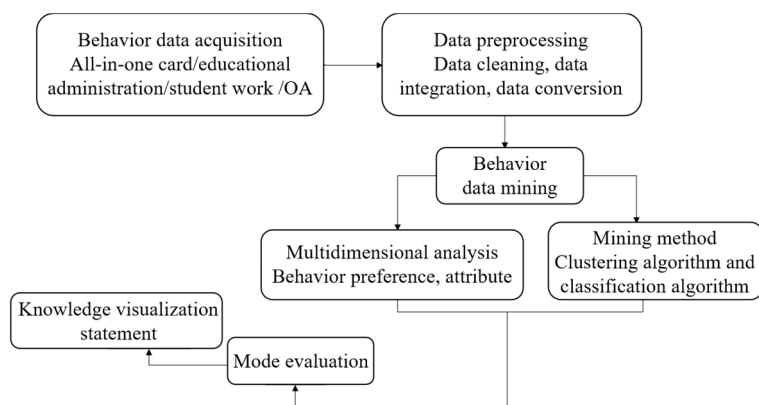 Behavior data acquisition
All-in-one card/educational
administration/student work /OA
Data preprocessing
Data cleaning, data
integration, data conversion
Behavior
data mining
Multidimensional analysis
Behavior preference, attribute
Mining method
Clustering algorithm and
classification algorithm
Knowledge visualization
statement
Mode evaluation